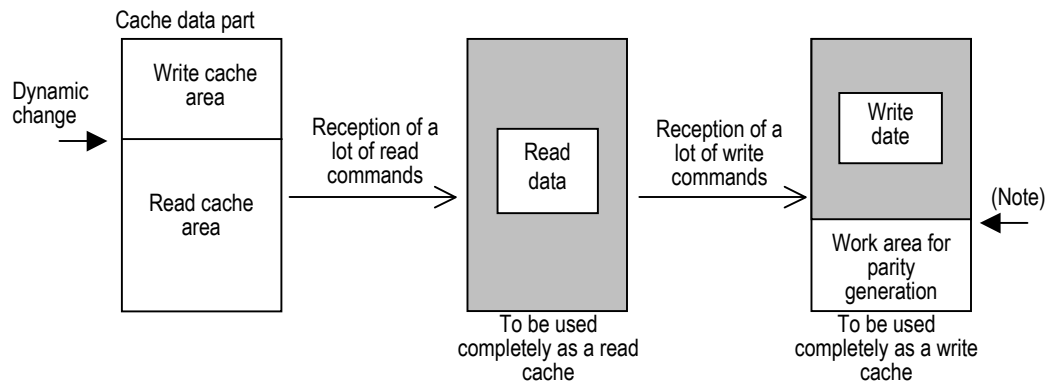 Cache data part
Write cache
area
Dynamic
change
Read cache
area
Reception of a
lot of read
commands
Read
data
To be used
completely as a read
cache
Reception of a
lot of write
commands
Write
date
(Note)
Work area for
parity
generation
To be used
completely as a write
cache